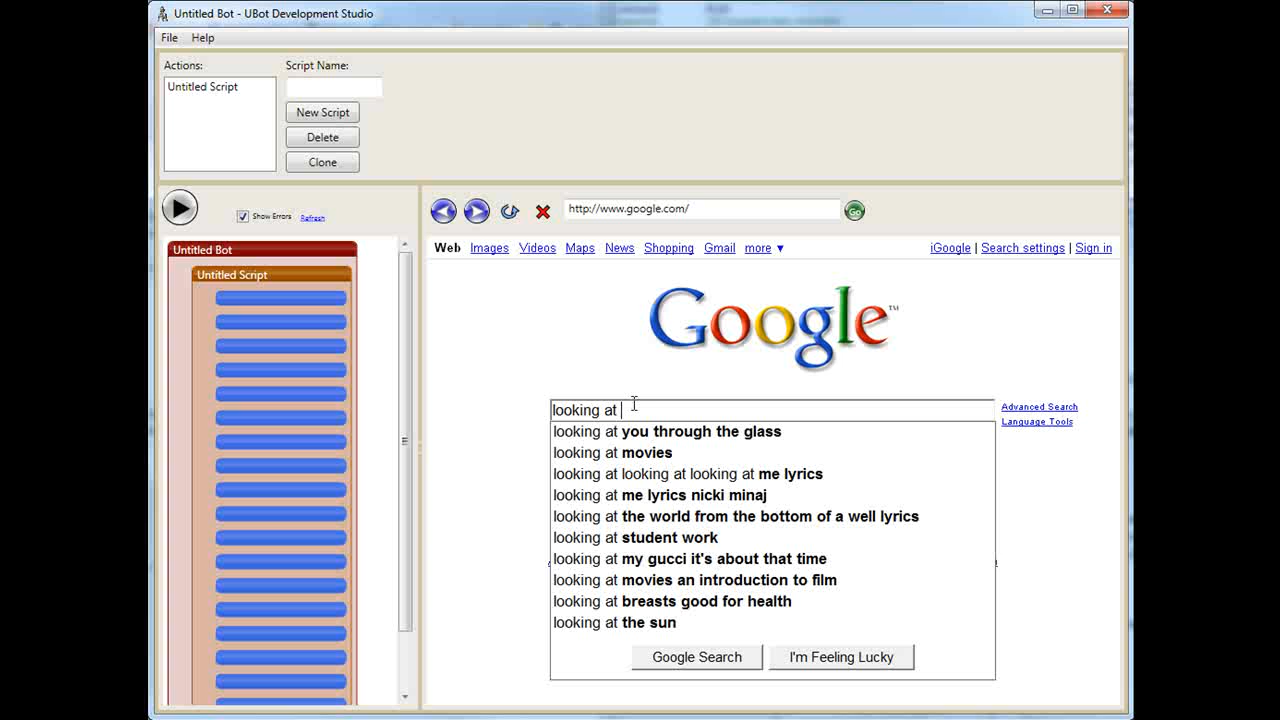 Untitled Bot - UBot Development Studio
File Help
Actions:
Untitled Script
Script Name:
New Script
Delete
Clone
Show Errors Refresh
Untitled Bot
Untitled Script
http://www.google.com/
Go
Web Images Videos Maps News Shopping Gmail more ▼
iGoogle | Search settings | Sign in
Google™
looking at
Advanced Search
Language Tools
looking at you through the glass
looking at movies
looking at looking at looking at me lyrics
looking at me lyrics nicki minaj
looking at the world from the bottom of a well lyrics
looking at student work
looking at my gucci it's about that time
looking at movies an introduction to film
looking at breasts good for health
looking at the sun
Google Search I'm Feeling Lucky